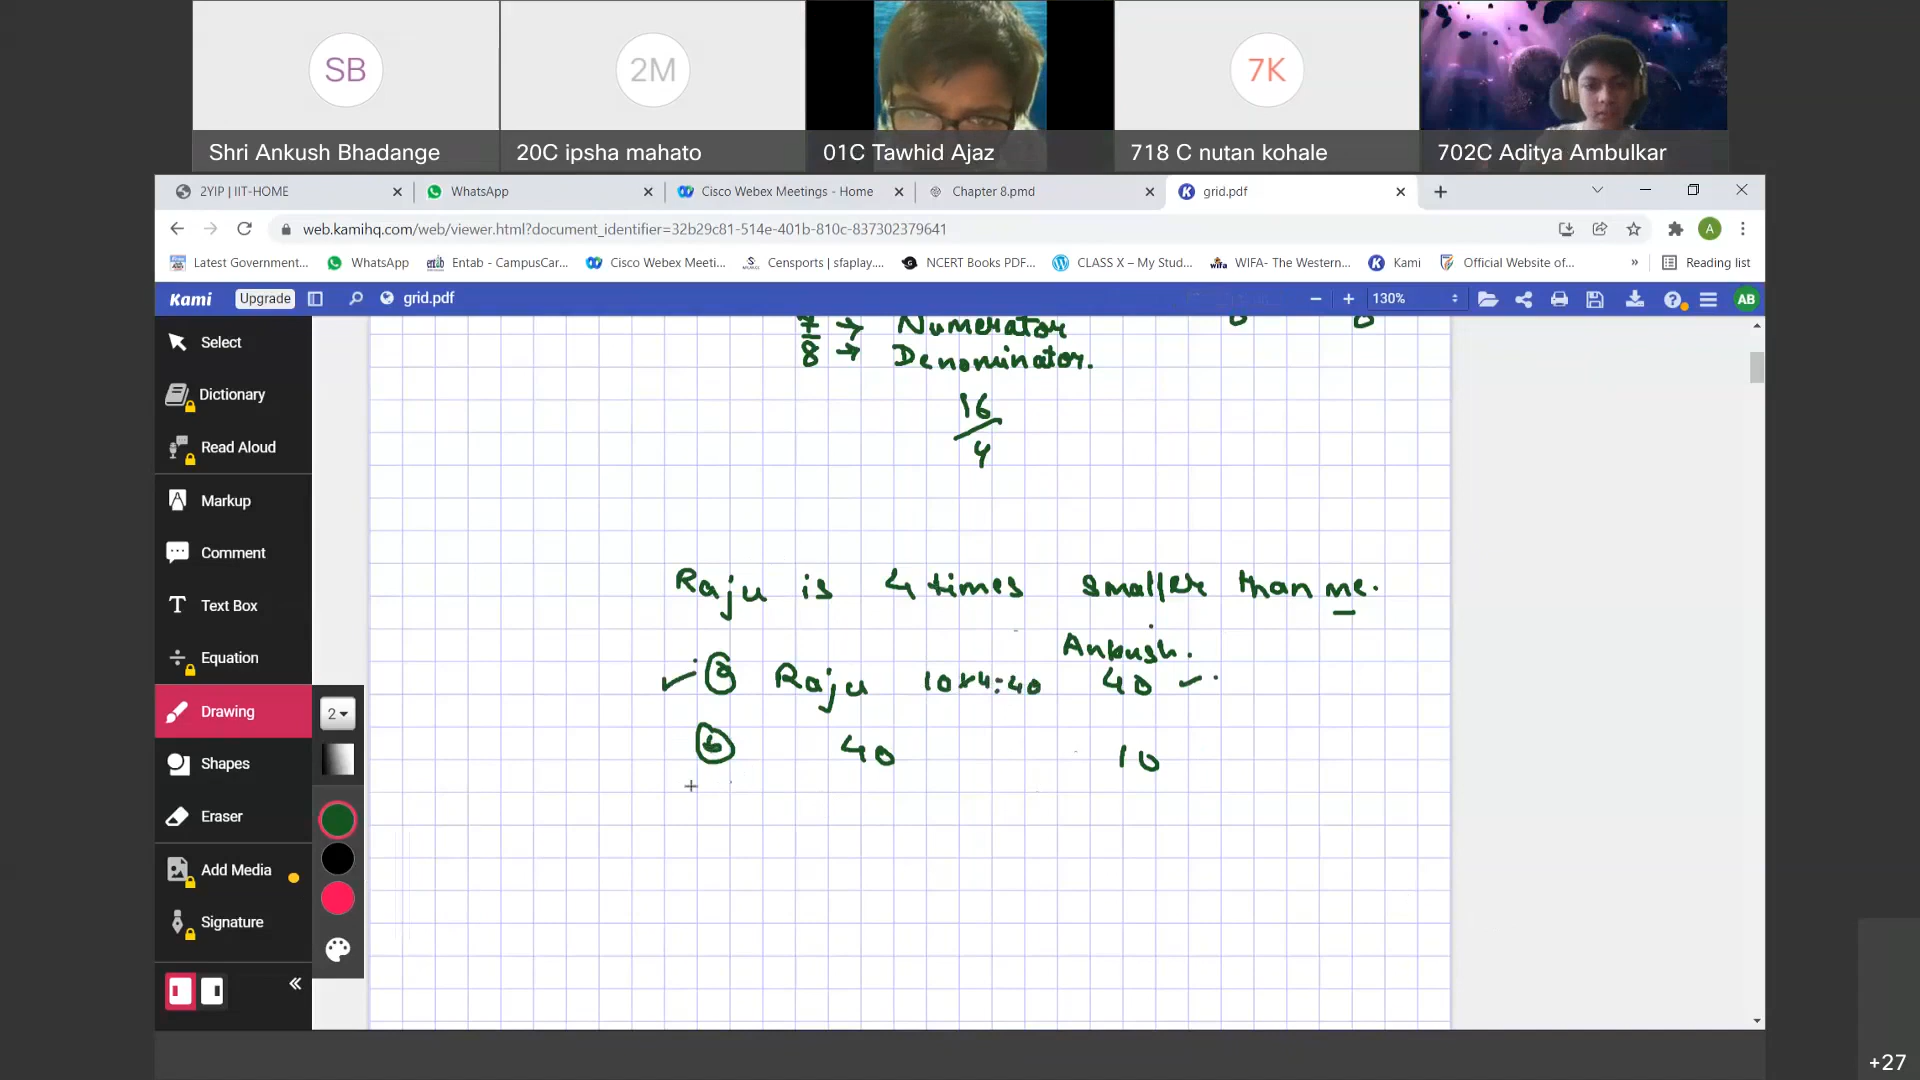 SB
2M
7K
Shri Ankush Bhadange
20C ipsha mahato
01C Tawhid Ajaz
718 C nutan kohale
702C Aditya Ambulkar
2YIP | IIT-HOME
WhatsApp
Cisco Webex Meetings - Home
Chapter 8.pmd
grid.pdf
web.kamihq.com/web/viewer.html?document_identifier=32b29c81-514e-401b-810c-837302379641
A
Latest Government...
WhatsApp
Entab - CampusCar...
Cisco Webex Meeti...
Censports | sfaplay....
NCERT Books PDF...
CLASS X – My Stud...
WIFA- The Western...
Kami
Official Website of...
»
Reading list
Kami
Upgrade
grid.pdf
130%
AB
Select
Dictionary
Read Aloud
Markup
Comment
Text Box
Equation
Drawing
2
Shapes
Eraser
Add Media
Signature
7 → Numerator
8 → Denominator.
16
4
Raju is 4 times smaller than me.
Ankush.
Raju 10x4:40 40
b 40 10
+27